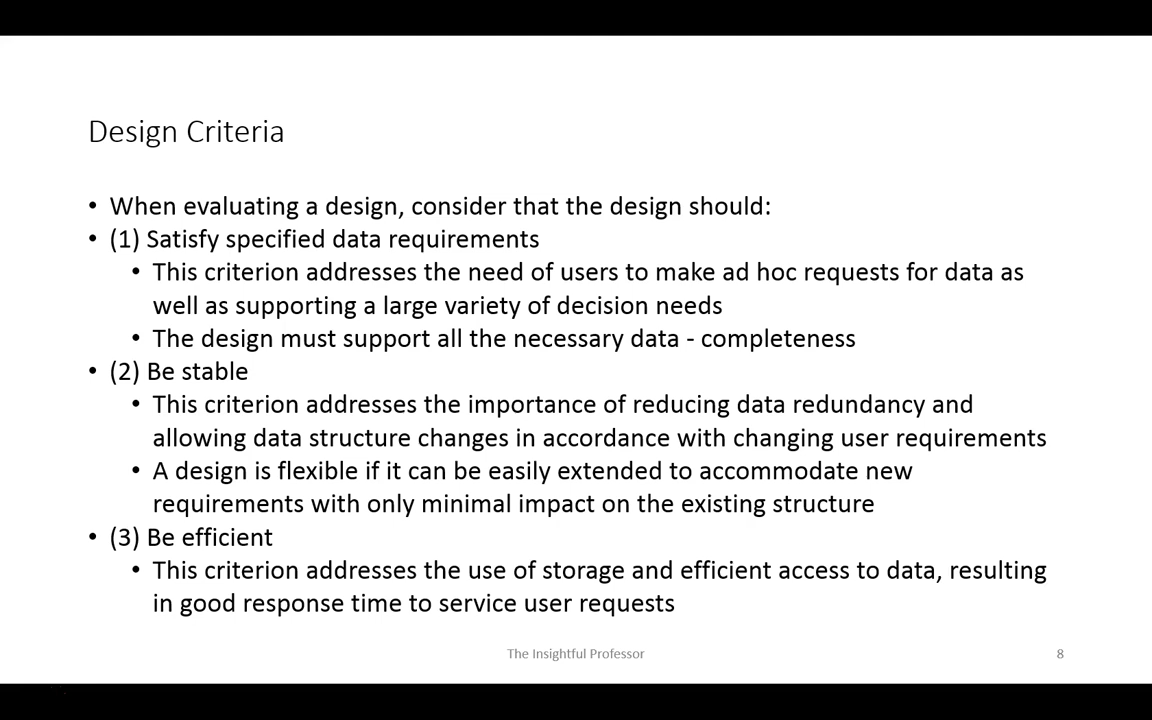 Design Criteria
• When evaluating a design, consider that the design should:
• (1) Satisfy specified data requirements
• This criterion addresses the need of users to make ad hoc requests for data as
well as supporting a large variety of decision needs
• The design must support all the necessary data - completeness
• (2) Be stable
• This criterion addresses the importance of reducing data redundancy and
allowing data structure changes in accordance with changing user requirements
• A design is flexible if it can be easily extended to accommodate new
requirements with only minimal impact on the existing structure
• (3) Be efficient
• This criterion addresses the use of storage and efficient access to data, resulting
in good response time to service user requests
The Insightful Professor
8